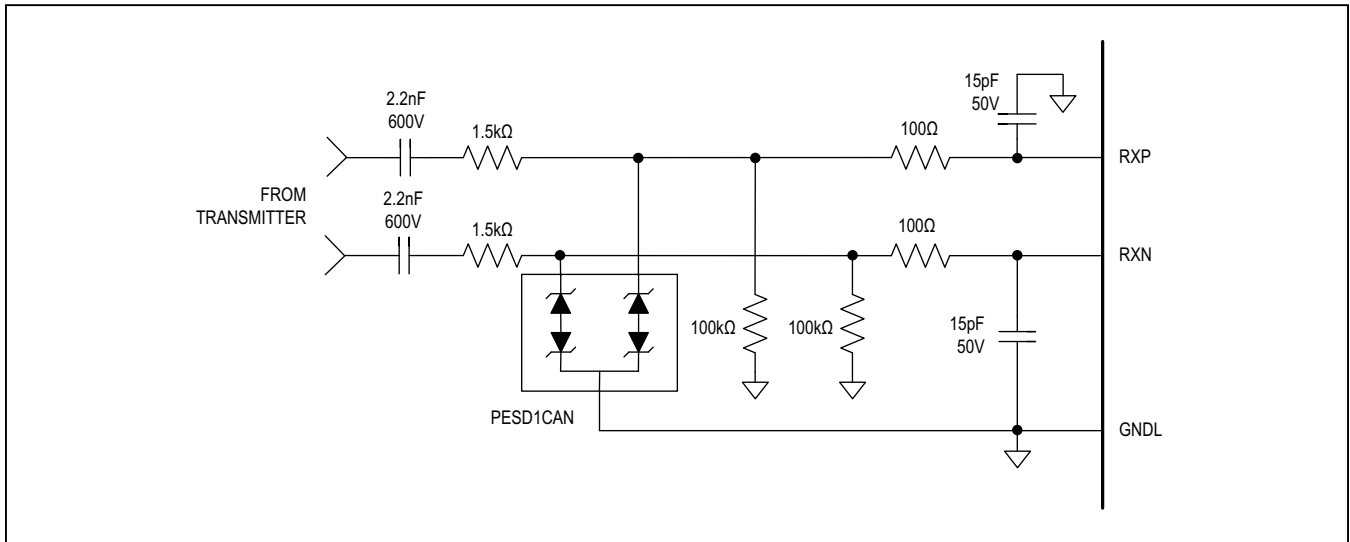 15pF
50V
2.2nF
600V
1.5kΩ
100Ω
RXP
FROM
TRANSMITTER
2.2nF
600V
1.5kΩ
100Ω
RXN
100kΩ
100kΩ
15pF
50V
PESD1CAN
GNDL